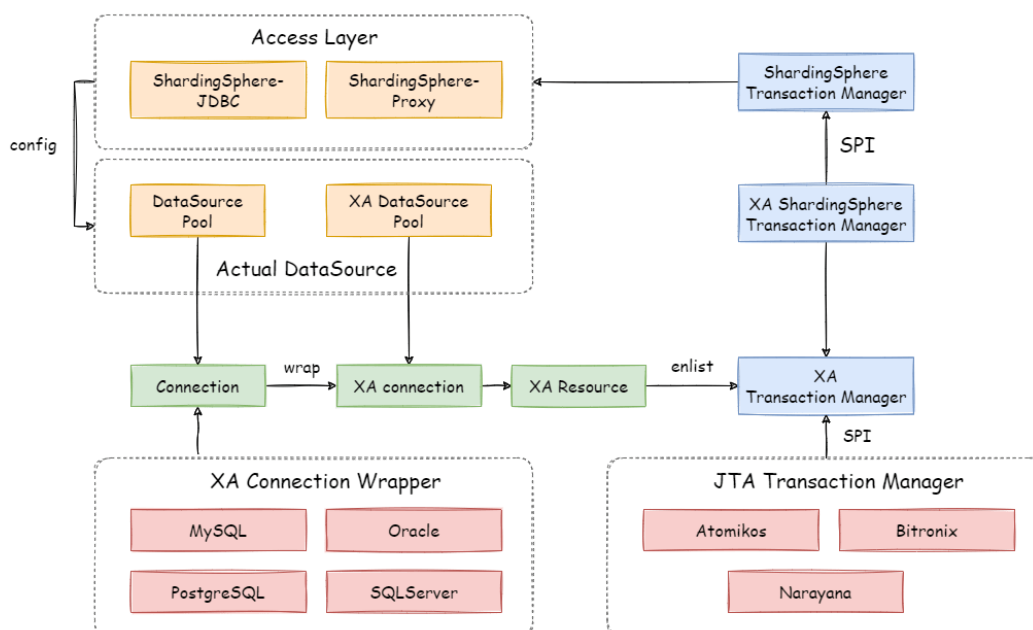 Access Layer
ShardingSphere-
JDBC
ShardingSphere-
Proxy
ShardingSphere
Transaction Manager
config
SPI
DataSource
Pool
XA DataSource
Pool
XA ShardingSphere
Transaction Manager
Actual DataSource
Connection
wrap
XA connection
XA Resource
enlist
XA
Transaction Manager
SPI
XA Connection Wrapper
MySQL
Oracle
PostgreSQL
SQLServer
JTA Transaction Manager
Atomikos
Bitronix
Narayana